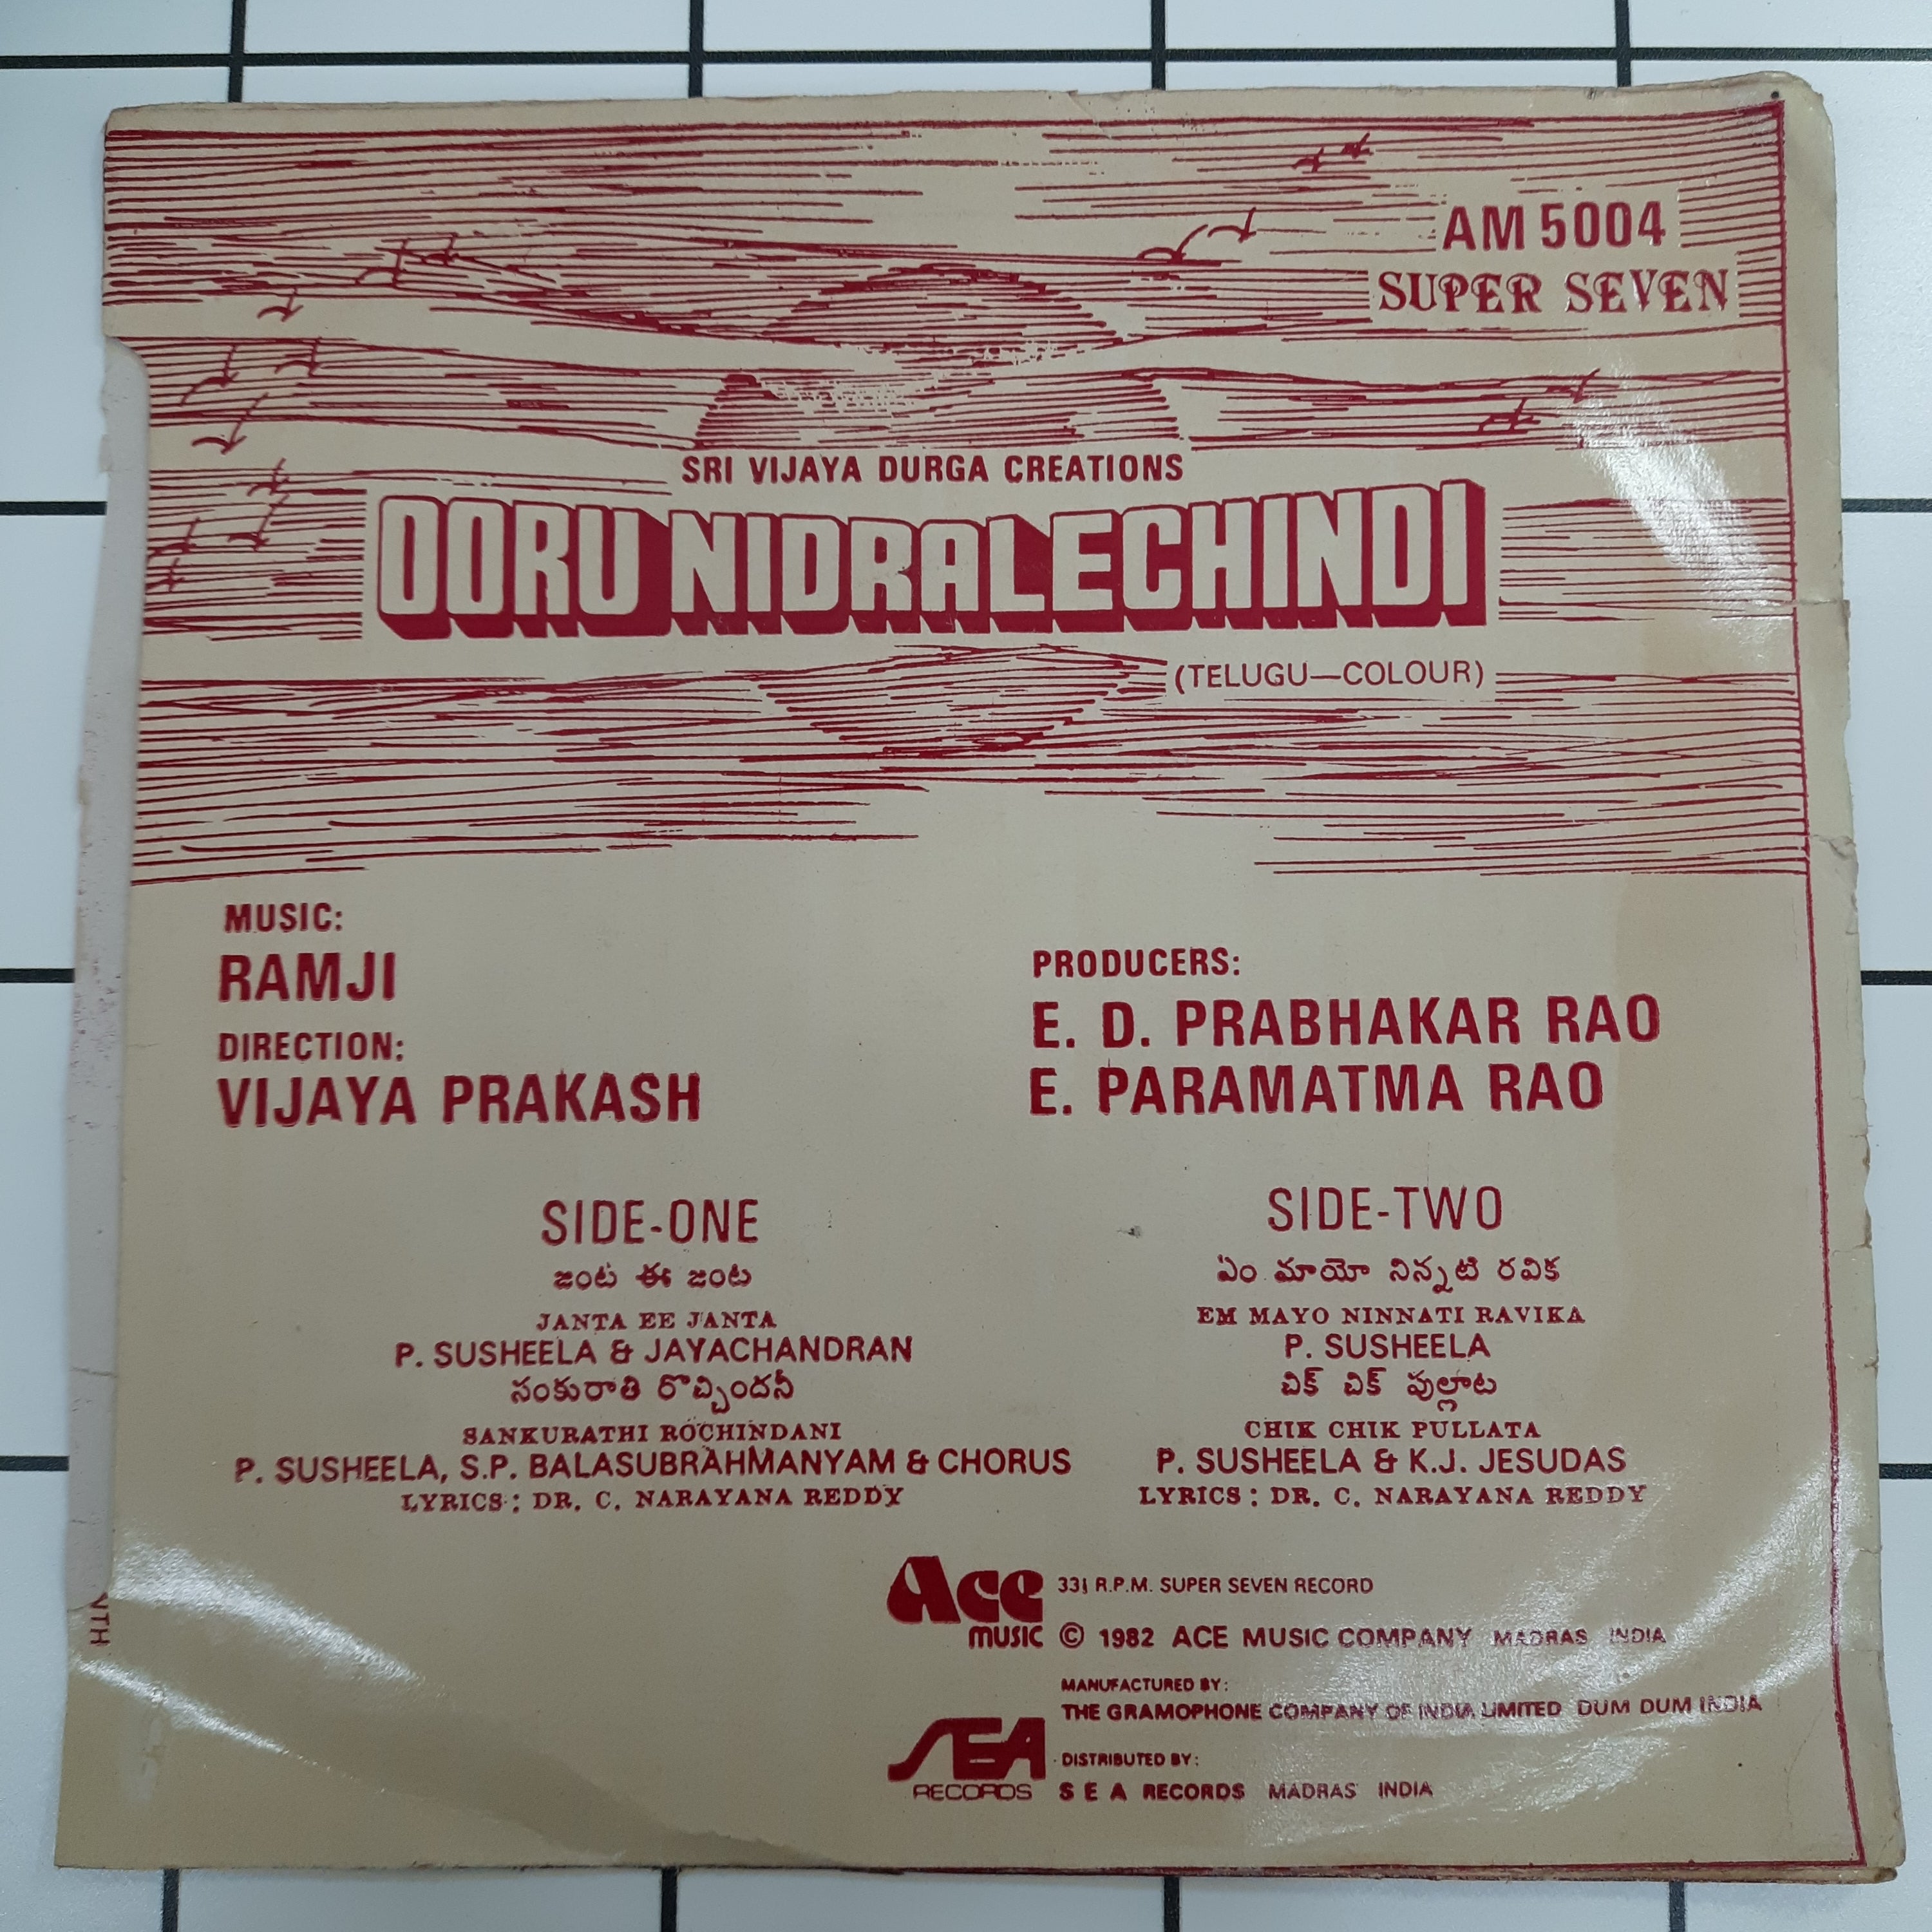 AM 5004
SUPER SEVEN
SRI VIJAYA DURGA CREATIONS
OORU NIDRALECHINDI
(TELUGU—COLOUR)
MUSIC:
RAMJI
DIRECTION:
VIJAYA PRAKASH
PRODUCERS:
E. D. PRABHAKAR RAO
E. PARAMATMA RAO
SIDE-ONE
జంట ఈ జంట
JANTA EE JANTA
P. SUSHEELA & JAYACHANDRAN
సంకురాతి రొచ్చిందనీ
SANKURATHI ROCHINDANI
P. SUSHEELA, S.P. BALASUBRAHMANYAM & CHORUS
LYRICS : DR. C. NARAYANA REDDY
SIDE-TWO
ఏం మాయో నిన్నటి రవిక
EM MAYO NINNATI RAVIKA
P. SUSHEELA
చిక్ చిక్ పుల్లాట
CHIK CHIK PULLATA
P. SUSHEELA & K.J. JESUDAS
LYRICS : DR. C. NARAYANA REDDY
Ace
MUSIC
33⅓ R.P.M. SUPER SEVEN RECORD
© 1982 ACE MUSIC COMPANY MADRAS INDIA
MANUFACTURED BY:
THE GRAMOPHONE COMPANY OF INDIA LIMITED DUM DUM INDIA
SEA
RECORDS
DISTRIBUTED BY:
S E A RECORDS MADRAS INDIA